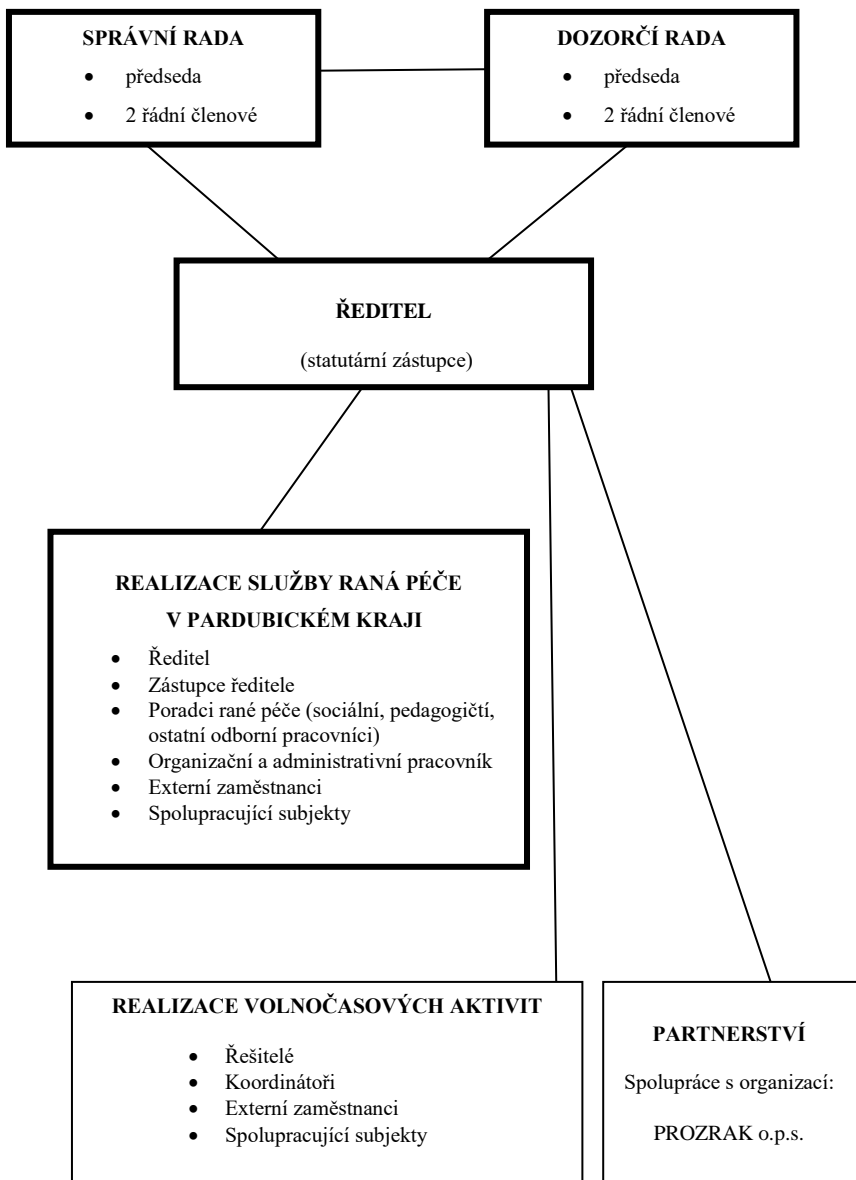 SPRÁVNÍ RADA
• předseda
• 2 řádní členové
DOZORČÍ RADA
• předseda
• 2 řádní členové
ŘEDITEL
(statutární zástupce)
REALIZACE SLUŽBY RANÁ PÉČE
V PARDUBICKÉM KRAJI
• Ředitel
• Zástupce ředitele
• Poradci rané péče (sociální, pedagogičtí,
ostatní odborní pracovníci)
• Organizační a administrativní pracovník
• Externí zaměstnanci
• Spolupracující subjekty
REALIZACE VOLNOČASOVÝCH AKTIVIT
• Řešitelé
• Koordinátoři
• Externí zaměstnanci
• Spolupracující subjekty
PARTNERSTVÍ
Spolupráce s organizací:
PROZRAK o.p.s.